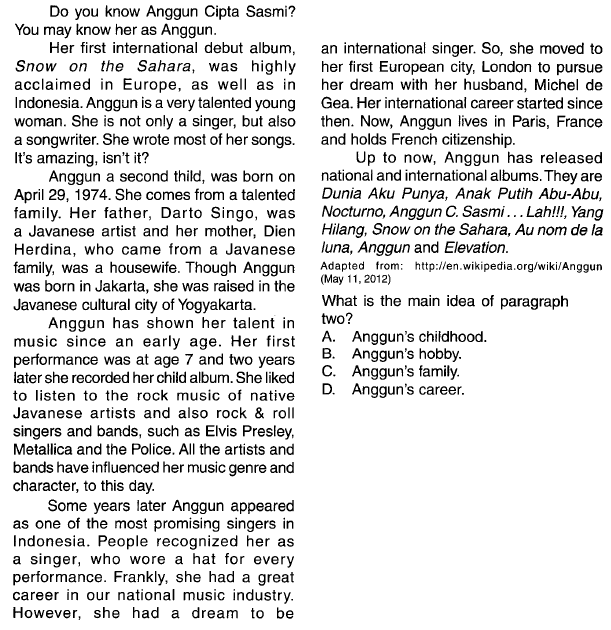 Do you know Anggun Cipta Sasmi?
You may know her as Anggun.
Her first international debut album,
Snow on the Sahara, was highly
acclaimed in Europe, as well as in
Indonesia. Anggun is a very talented young
woman. She is not only a singer, but also
a songwriter. She wrote most of her songs.
It's amazing, isn't it?
Anggun a second thild, was born on
April 29, 1974. She comes from a talented
family. Her father, Darto Singo, was
a Javanese artist and her mother, Dien
Herdina, who came from a Javanese
family, was a housewife. Though Anggun
was born in Jakarta, she was raised in the
Javanese cultural city of Yogyakarta.
Anggun has shown her talent in
music since an early age. Her first
performance was at age 7 and two years
later she recorded her child album. She liked
to listen to the rock music of native
Javanese artists and also rock & roll
singers and bands, such as Elvis Presley,
Metallica and the Police. All the artists and
bands have influenced her music genre and
character, to this day.
Some years later Anggun appeared
as one of the most promising singers in
Indonesia. People recognized her as
a singer, who wore a hat for every
performance. Frankly, she had a great
career in our national music industry.
However, she had a dream to be
an international singer. So, she moved to
her first European city, London to pursue
her dream with her husband, Michel de
Gea. Her international career started since
then. Now, Anggun lives in Paris, France
and holds French citizenship.
Up to now, Anggun has released
national and international albums. They are
Dunia Aku Punya, Anak Putih Abu-Abu,
Nocturno, Anggun C. Sasmi . . . Lah!!!, Yang
Hilang, Snow on the Sahara, Au nom de la
luna, Anggun and Elevation.
Adapted from: http://en.wikipedia.org/wiki/Anggun
(May 11, 2012)
What is the main idea of paragraph
two?
A. Anggun's childhood.
B. Anggun's hobby.
C. Anggun's family.
D. Anggun's career.